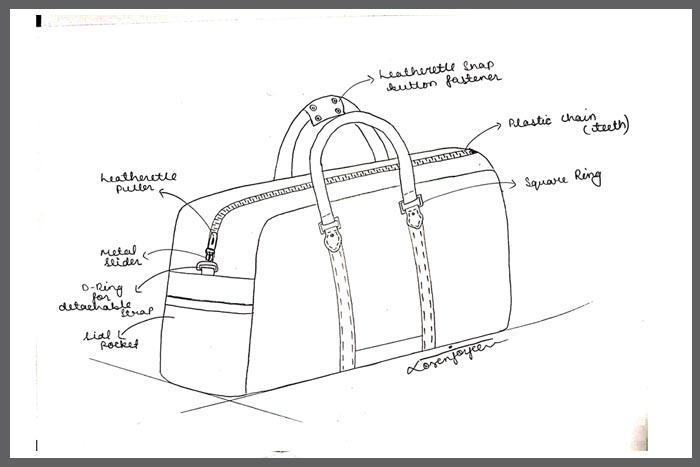 Leatherette Snap
button fastener
Plastic chain
(teeth)
Leatherette
Puller
Square Ring
Metal
Slider
D-Ring
for
detachable
Strap
Side
Pocket